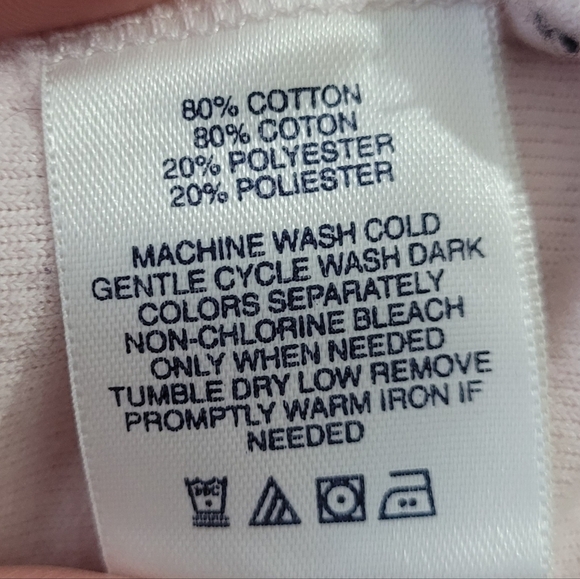 80% COTTON
80% COTON
20% POLYESTER
20% POLIESTER
MACHINE WASH COLD
GENTLE CYCLE WASH DARK
COLORS SEPARATELY
NON-CHLORINE BLEACH
ONLY WHEN NEEDED
TUMBLE DRY LOW REMOVE
PROMPTLY WARM IRON IF
NEEDED